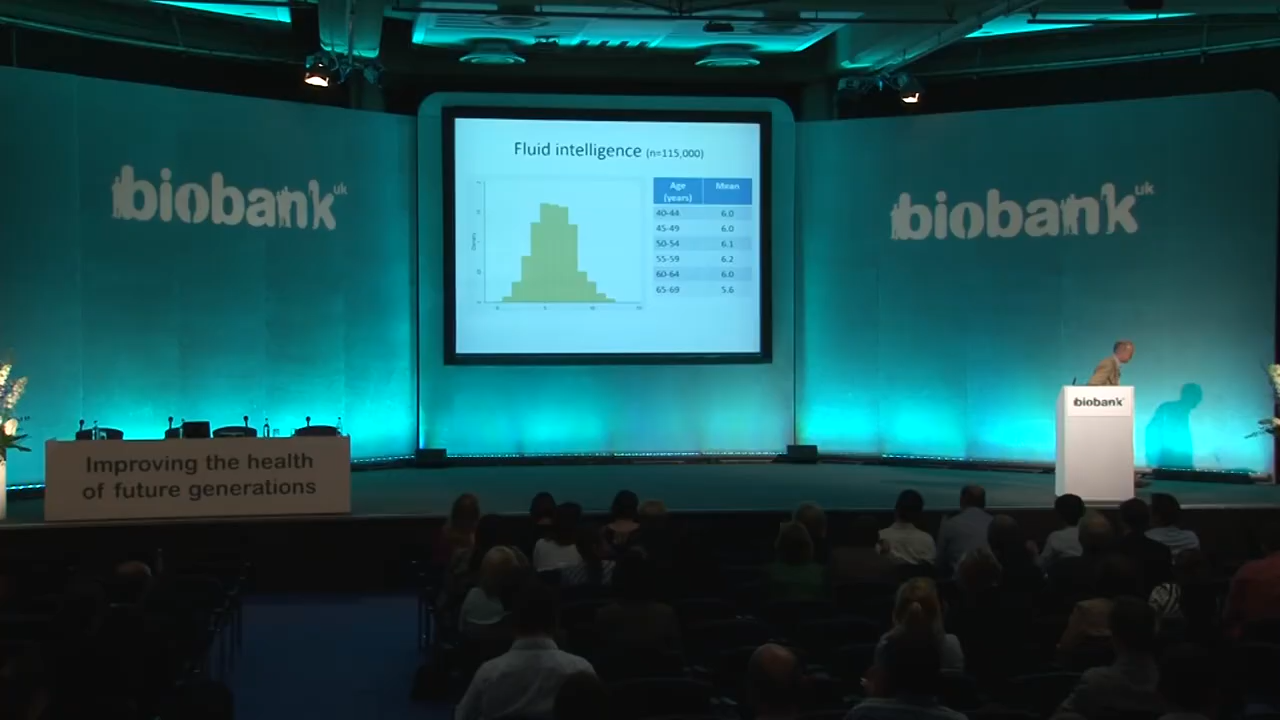 biobank uk
Fluid intelligence (n=115,000)
Age (years) Mean
40-44 6.0
45-49 6.0
50-54 6.1
55-59 6.2
60-64 6.0
65-69 5.6
biobank uk
biobank
Improving the health
of future generations